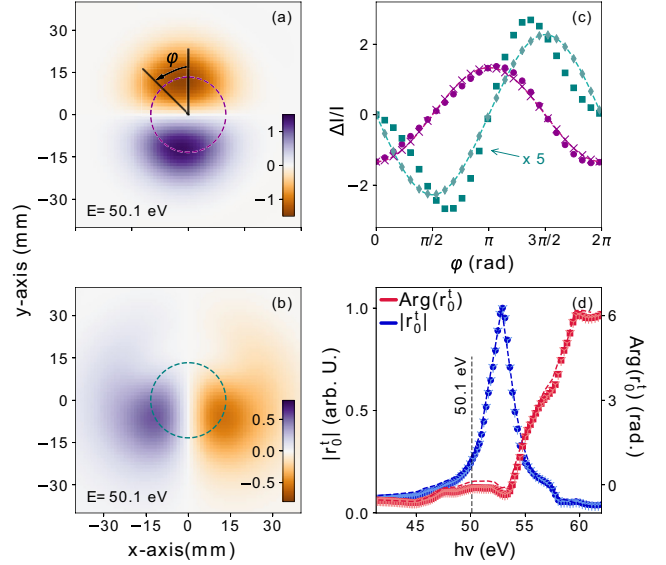 (a)
φ
30
15
0
−15
−30
E= 50.1 eV
1
0
−1
(c)
ΔI/I
2
0
−2
x 5
0
π/2
π
3π/2
2π
φ (rad)
y-axis (mm)
(b)
30
15
0
−15
−30
E= 50.1 eV
0.5
0.0
−0.5
−30
0
30
x-axis(mm)
(d)
Arg(r₀ᵗ)
|r₀ᵗ|
50.1 eV
1.0
0.5
0.0
|r₀ᵗ| (arb. U.)
6
3
0
Arg(r₀ᵗ) (rad.)
45
50
55
60
hν (eV)